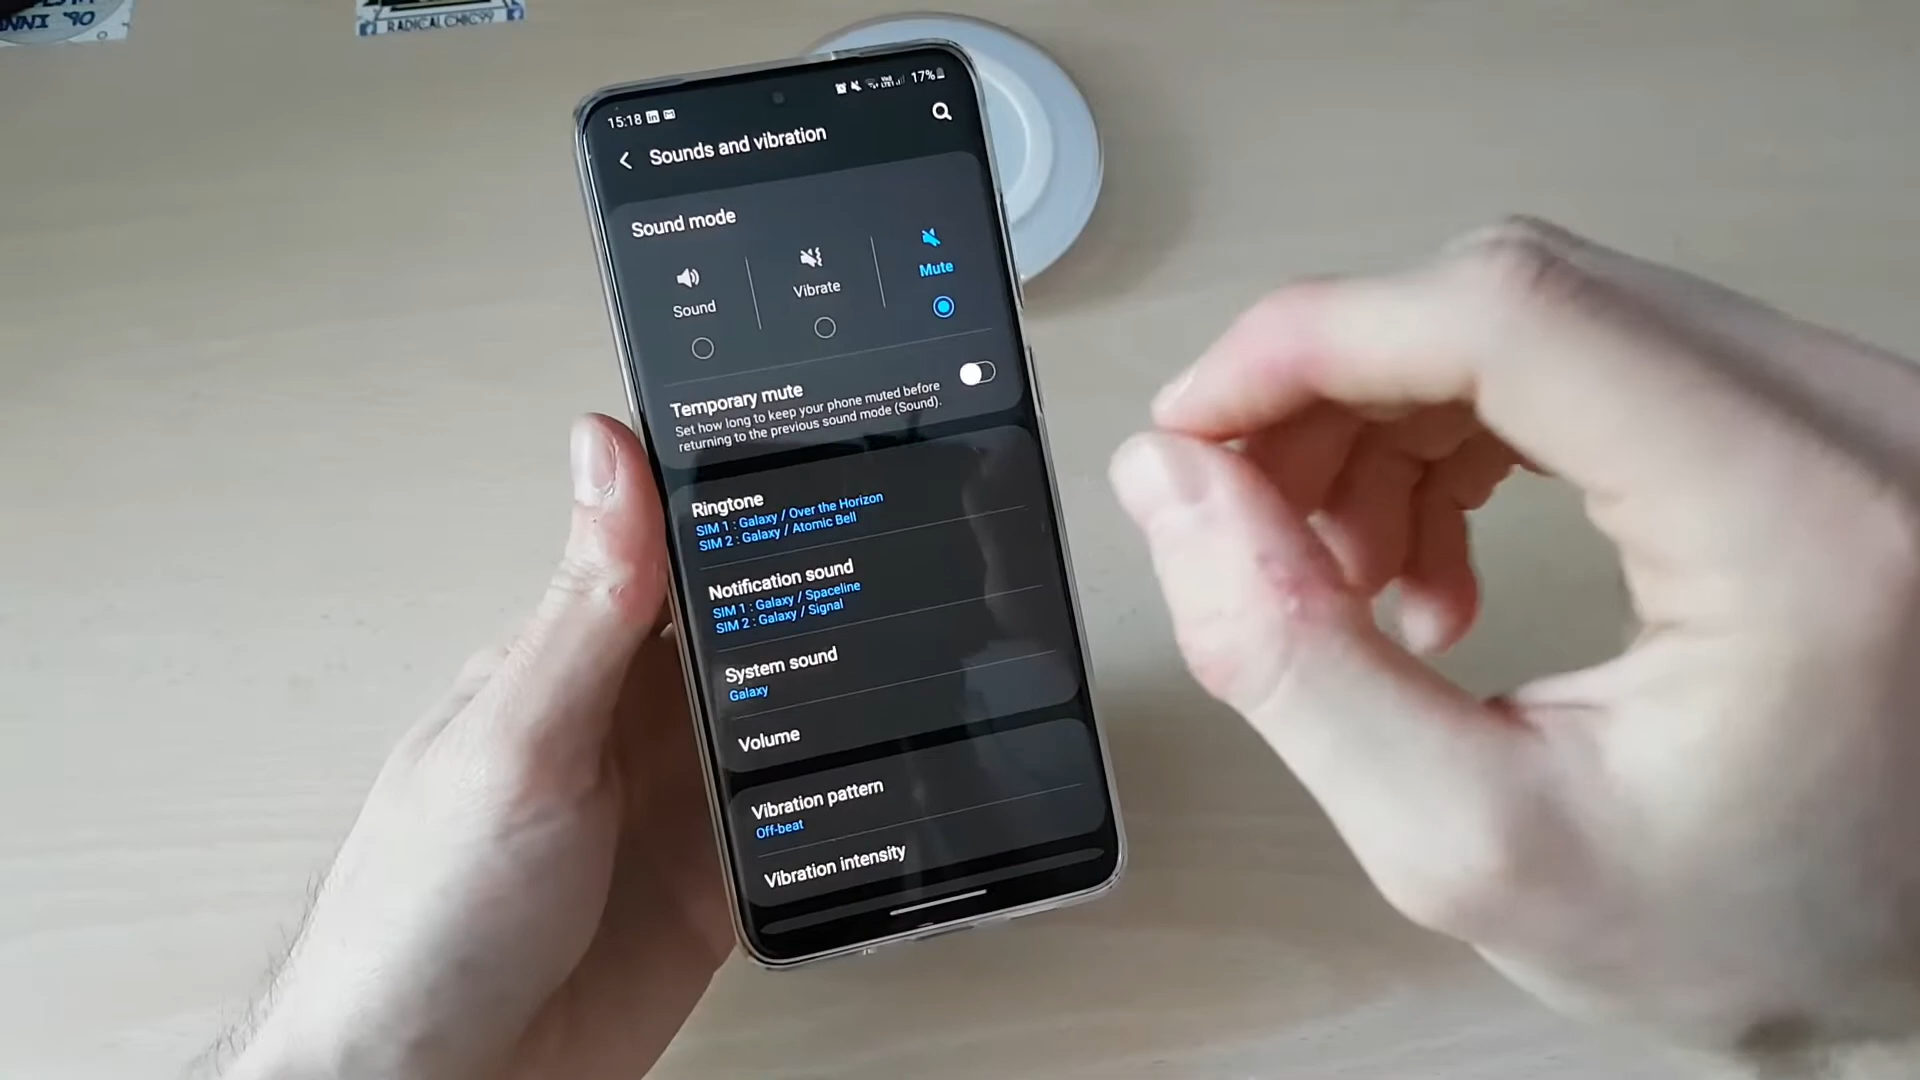 RADICALCHIC99
15:18
17%
Sounds and vibration
Sound mode
Sound
Vibrate
Mute
Temporary mute
Set how long to keep your phone muted before
returning to the previous sound mode (Sound).
Ringtone
SIM 1 : Galaxy / Over the Horizon
SIM 2 : Galaxy / Atomic Bell
Notification sound
SIM 1 : Galaxy / Spaceline
SIM 2 : Galaxy / Signal
System sound
Galaxy
Volume
Vibration pattern
Off-beat
Vibration intensity